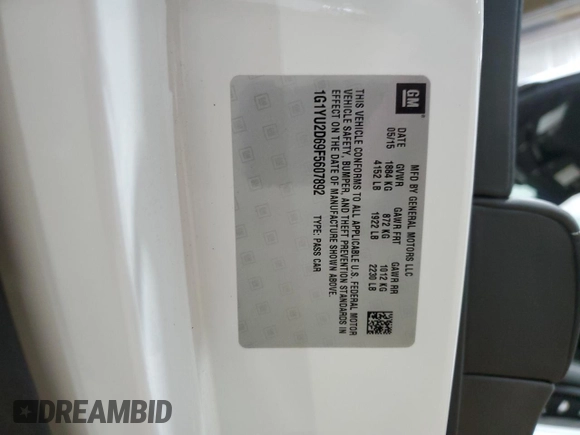 GM
MFD BY GENERAL MOTORS LLC
DATE GVWR GAWR FRT GAWR RR
05/15 1884 KG 872 KG 1012 KG
4152 LB 1922 LB 2230 LB
THIS VEHICLE CONFORMS TO ALL APPLICABLE U.S. FEDERAL MOTOR
VEHICLE SAFETY, BUMPER, AND THEFT PREVENTION STANDARDS IN
EFFECT ON THE DATE OF MANUFACTURE SHOWN ABOVE.
1G1YU2D69F5607892 TYPE: PASS CAR
DREAMBID